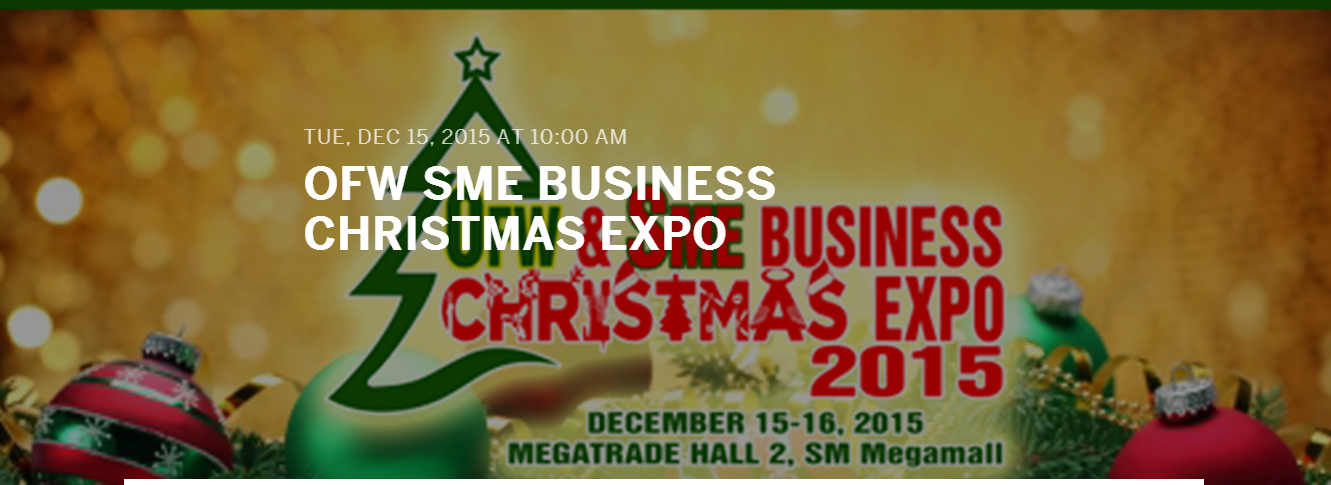 TUE, DEC 15, 2015 AT 10:00 AM
OFW SME BUSINESS
CHRISTMAS EXPO
OFW & SME BUSINESS
CHRISTMAS EXPO
2015
DECEMBER 15-16, 2015
MEGATRADE HALL 2, SM Megamall